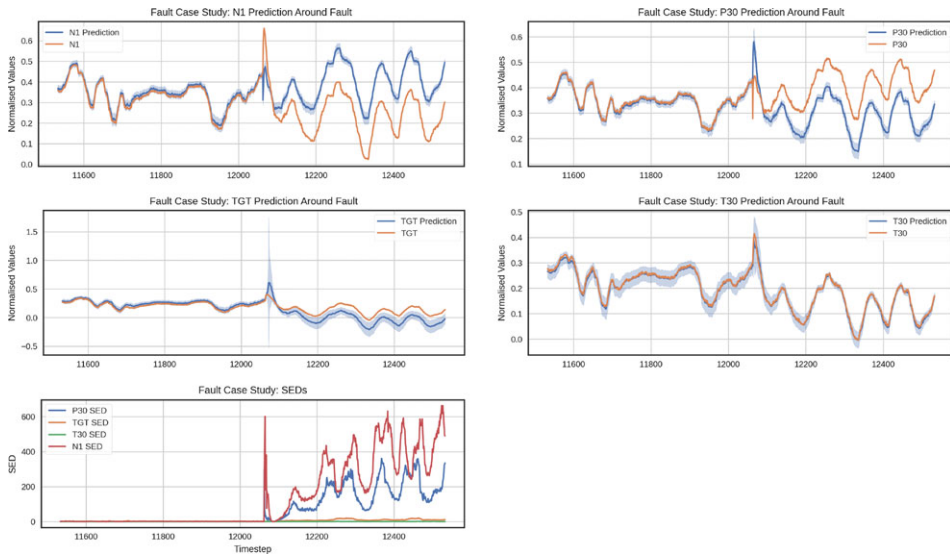 Fault Case Study: N1 Prediction Around Fault
Normalised Values
N1 Prediction
N1
0.6
0.5
0.4
0.3
0.2
0.1
0.0
11600 11800 12000 12200 12400
Fault Case Study: P30 Prediction Around Fault
Normalised Values
P30 Prediction
P30
0.6
0.5
0.4
0.3
0.2
0.1
11600 11800 12000 12200 12400
Fault Case Study: TGT Prediction Around Fault
Normalised Values
TGT Prediction
TGT
1.5
1.0
0.5
0.0
−0.5
11600 11800 12000 12200 12400
Fault Case Study: T30 Prediction Around Fault
Normalised Values
T30 Prediction
T30
0.5
0.4
0.3
0.2
0.1
0.0
11600 11800 12000 12200 12400
Fault Case Study: SEDs
SED
P30 SED
TGT SED
T30 SED
N1 SED
600
400
200
0
11600 11800 12000 12200 12400
Timestep